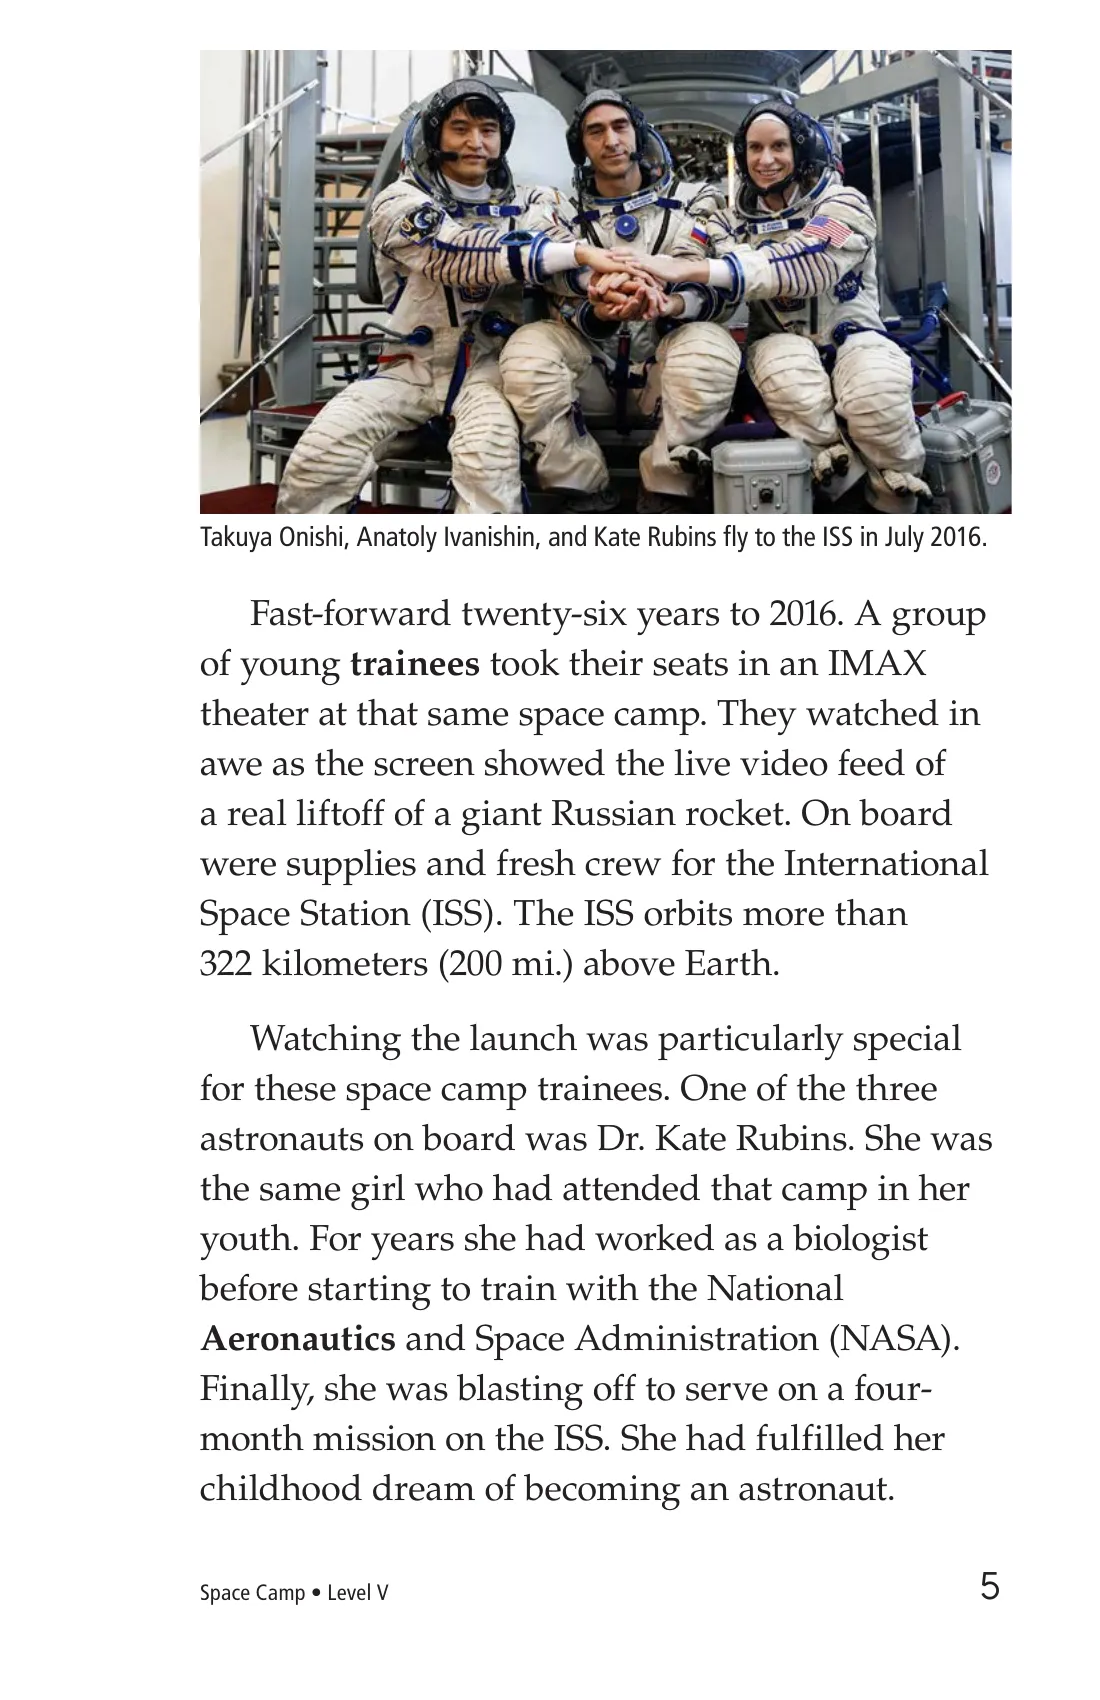 Takuya Onishi, Anatoly Ivanishin, and Kate Rubins fly to the ISS in July 2016.
Fast-forward twenty-six years to 2016. A group
of young trainees took their seats in an IMAX
theater at that same space camp. They watched in
awe as the screen showed the live video feed of
a real liftoff of a giant Russian rocket. On board
were supplies and fresh crew for the International
Space Station (ISS). The ISS orbits more than
322 kilometers (200 mi.) above Earth.
Watching the launch was particularly special
for these space camp trainees. One of the three
astronauts on board was Dr. Kate Rubins. She was
the same girl who had attended that camp in her
youth. For years she had worked as a biologist
before starting to train with the National
Aeronautics and Space Administration (NASA).
Finally, she was blasting off to serve on a four-
month mission on the ISS. She had fulfilled her
childhood dream of becoming an astronaut.
Space Camp • Level V
5